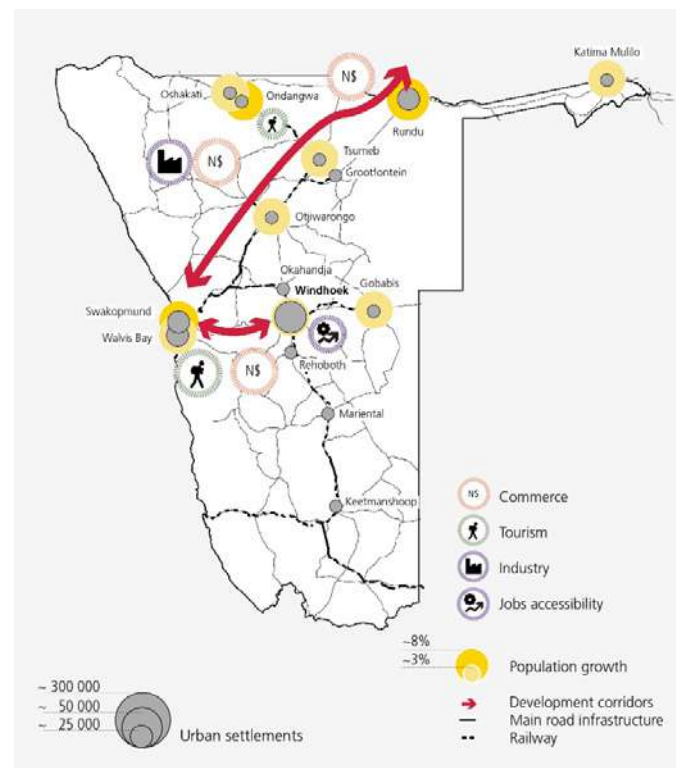 Katima Mulilo
N$
Oshakati
Ondangwa
Rundu
Tsumeb
N$
Grootfontein
Otjiwarongo
Okahandja
Gobabis
Windhoek
Swakopmund
Walvis Bay
Rehoboth
N$
Mariental
Keetmanshoop
N$ Commerce
Tourism
Industry
Jobs accessibility
~8%
~3%
Population growth
Development corridors
Main road infrastructure
Railway
~ 300 000
~ 50 000
~ 25 000
Urban settlements